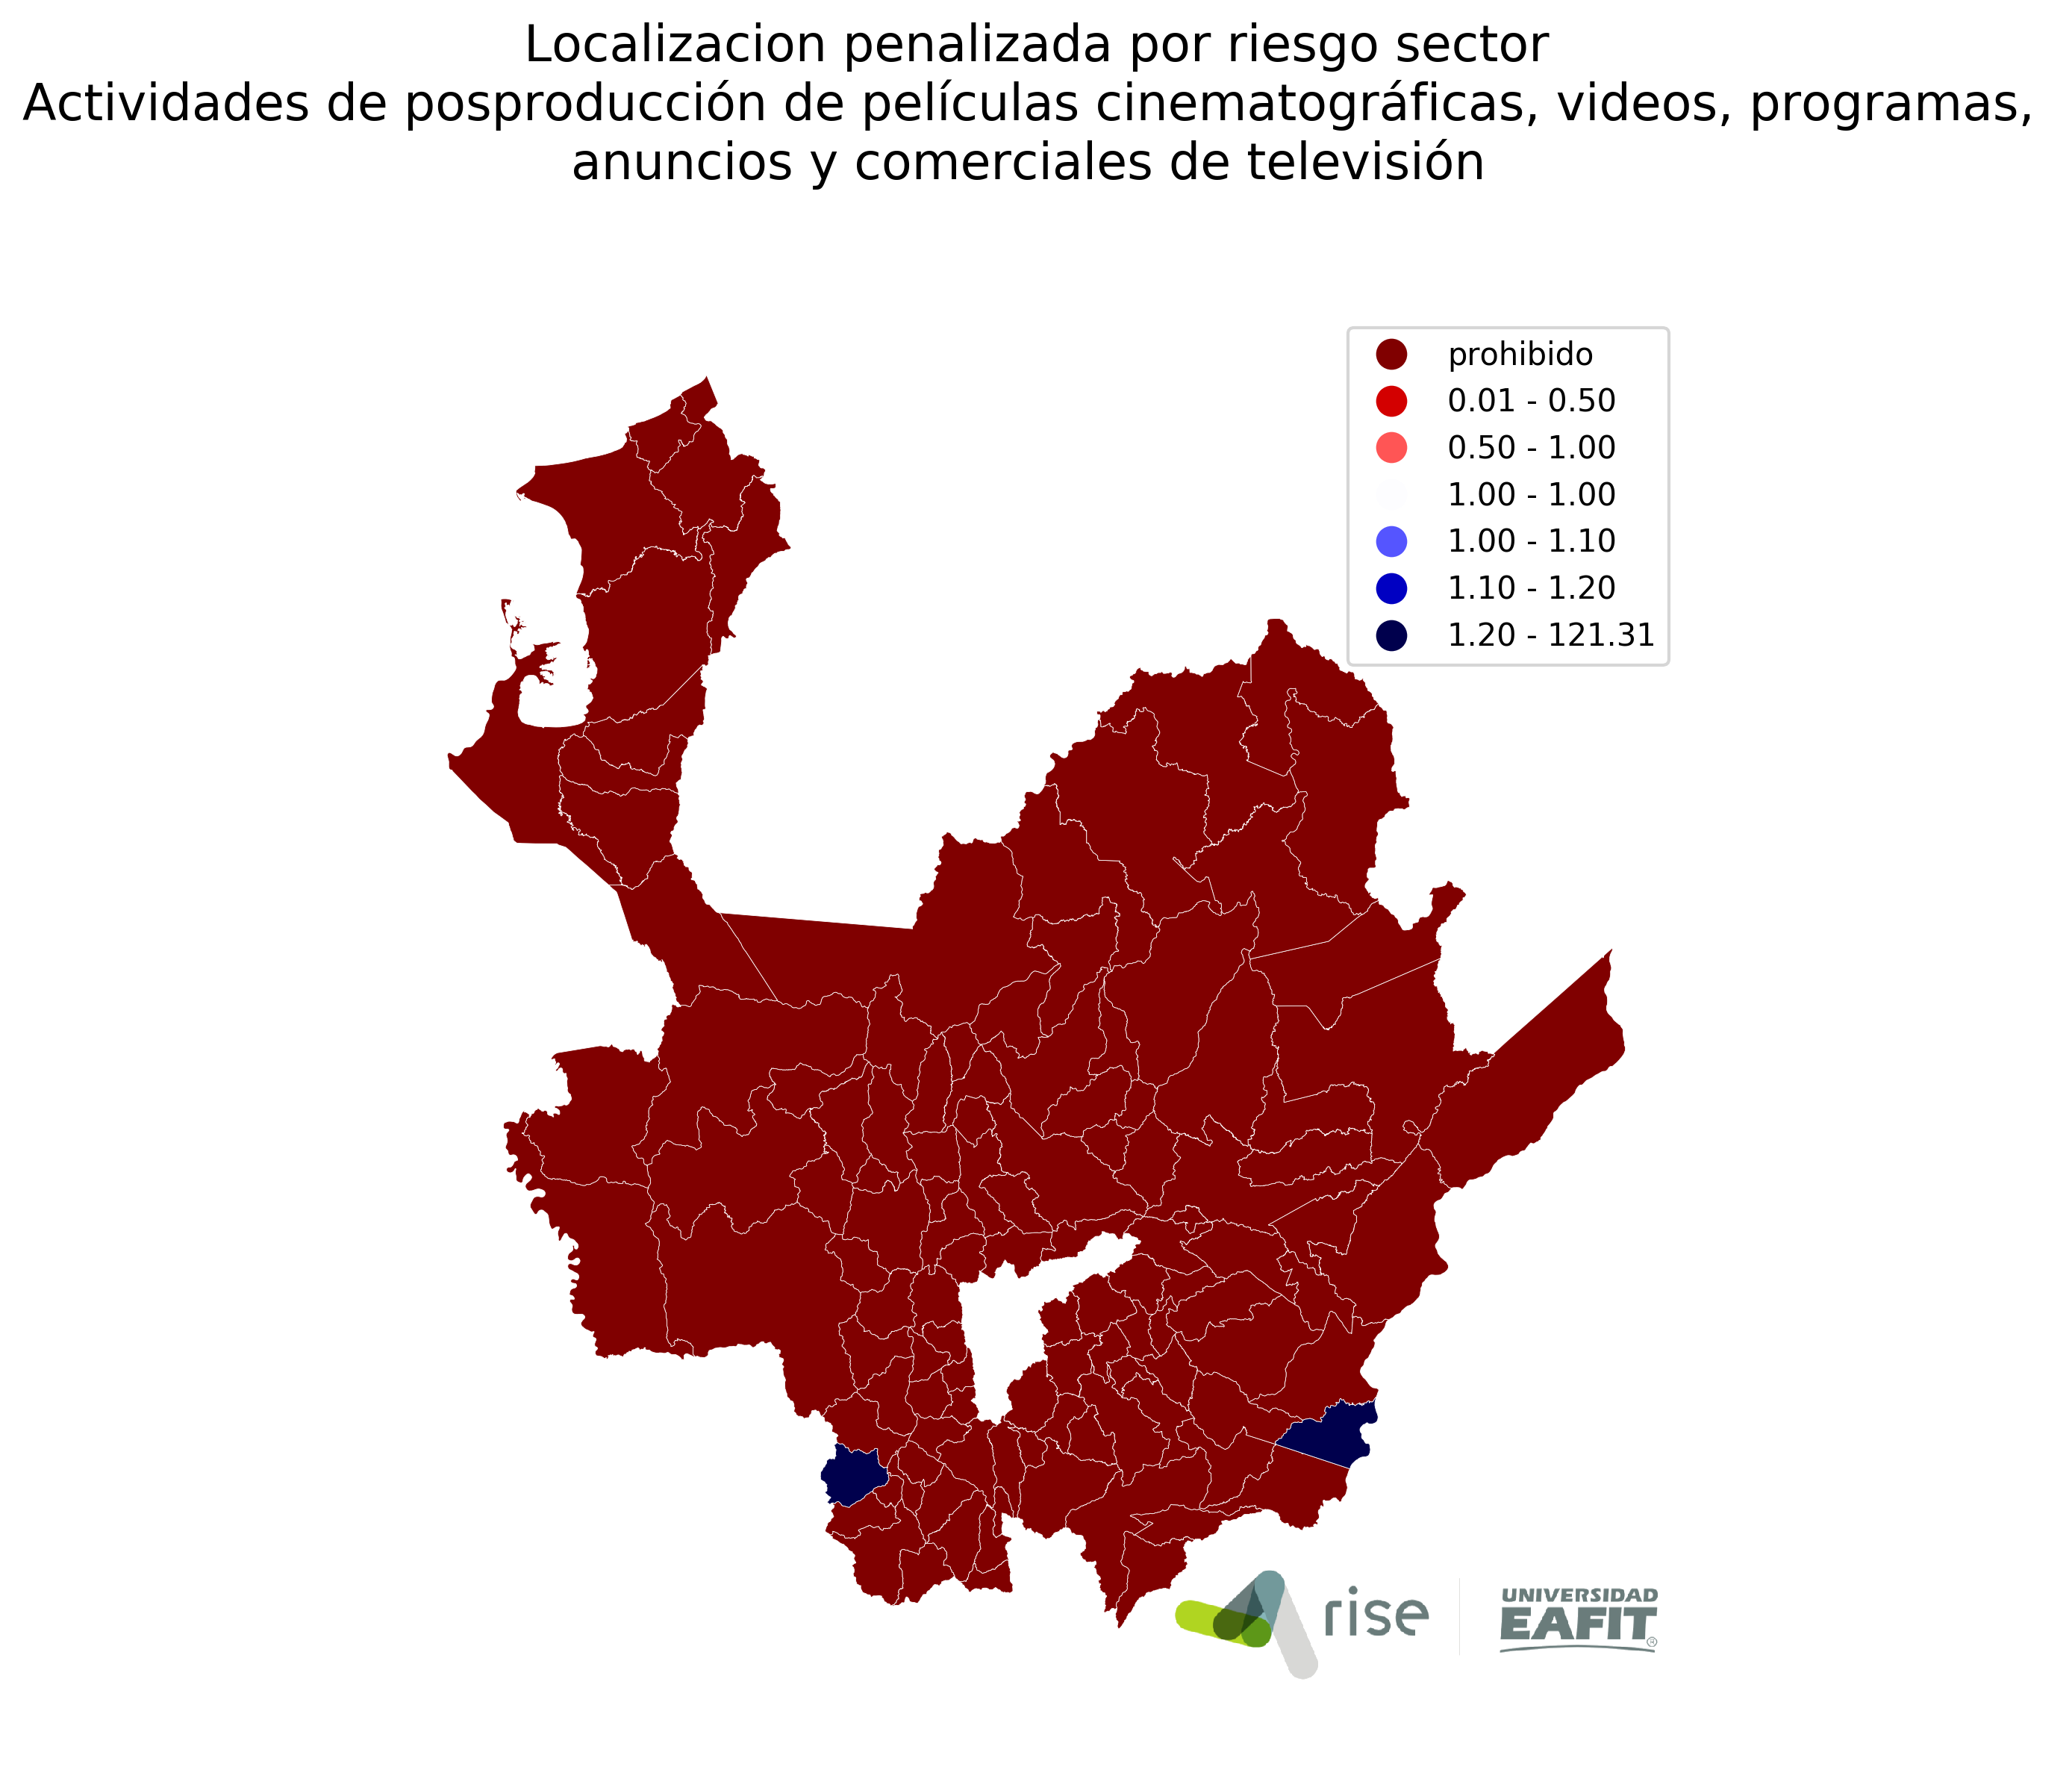 Localizacion penalizada por riesgo sector
Actividades de posproducción de películas cinematográficas, videos, programas,
anuncios y comerciales de televisión
prohibido
0.01 - 0.50
0.50 - 1.00
1.00 - 1.00
1.00 - 1.10
1.10 - 1.20
1.20 - 121.31
rise
UNIVERSIDAD
EAFIT®